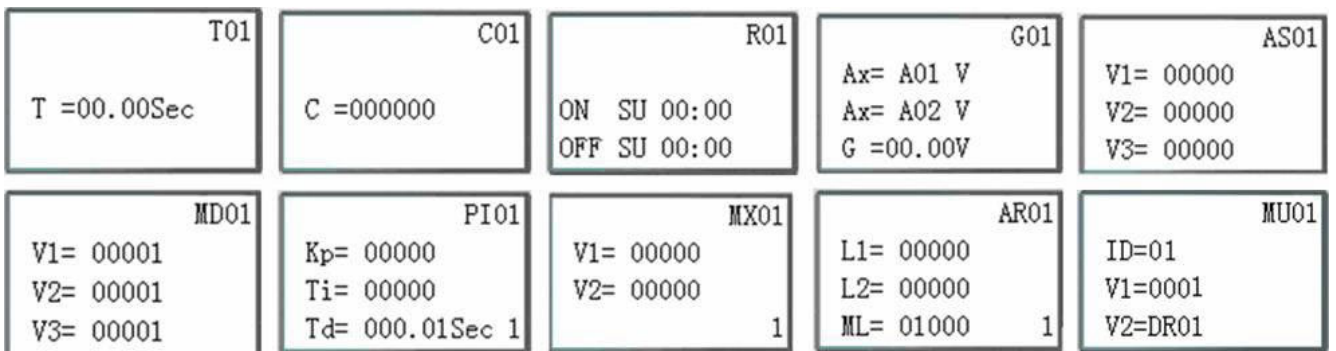 T01
T =00.00Sec
C01
C =000000
R01
ON SU 00:00
OFF SU 00:00
G01
Ax= A01 V
Ax= A02 V
G =00.00V
AS01
V1= 00000
V2= 00000
V3= 00000
MD01
V1= 00001
V2= 00001
V3= 00001
PI01
Kp= 00000
Ti= 00000
Td= 000.01Sec 1
MX01
V1= 00000
V2= 00000
1
AR01
L1= 00000
L2= 00000
ML= 01000 1
MU01
ID=01
V1=0001
V2=DR01